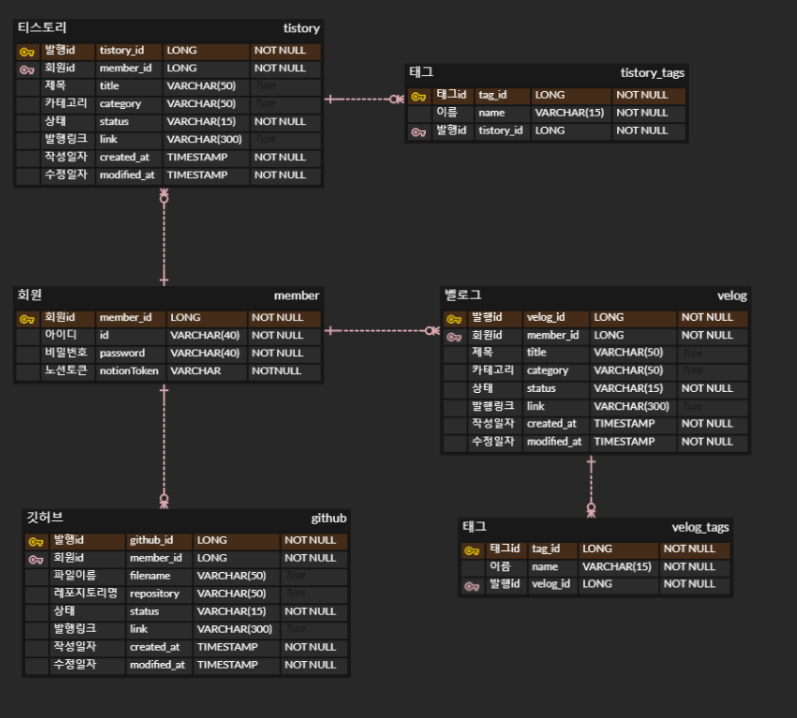 티스토리 tistory
발행id tistory_id LONG NOT NULL
회원id member_id LONG NOT NULL
제목 title VARCHAR(50) Type
카테고리 category VARCHAR(50) Type
상태 status VARCHAR(15) NOT NULL
발행링크 link VARCHAR(300) Type
작성일자 created_at TIMESTAMP NOT NULL
수정일자 modified_at TIMESTAMP NOT NULL
태그 tistory_tags
태그id tag_id LONG NOT NULL
이름 name VARCHAR(15) NOT NULL
발행id tistory_id LONG NOT NULL
회원 member
회원id member_id LONG NOT NULL
아이디 id VARCHAR(40) NOT NULL
비밀번호 password VARCHAR(40) NOT NULL
노션토큰 notionToken VARCHAR NOTNULL
벨로그 velog
발행id velog_id LONG NOT NULL
회원id member_id LONG NOT NULL
제목 title VARCHAR(50) Type
카테고리 category VARCHAR(50) Type
상태 status VARCHAR(15) NOT NULL
발행링크 link VARCHAR(300) Type
작성일자 created_at TIMESTAMP NOT NULL
수정일자 modified_at TIMESTAMP NOT NULL
깃허브 github
발행id github_id LONG NOT NULL
회원id member_id LONG NOT NULL
파일이름 filename VARCHAR(50) Type
레포지토리명 repository VARCHAR(50) Type
상태 status VARCHAR(15) NOT NULL
발행링크 link VARCHAR(300) Type
작성일자 created_at TIMESTAMP NOT NULL
수정일자 modified_at TIMESTAMP NOT NULL
태그 velog_tags
태그id tag_id LONG NOT NULL
이름 name VARCHAR(15) NOT NULL
발행id velog_id LONG NOT NULL